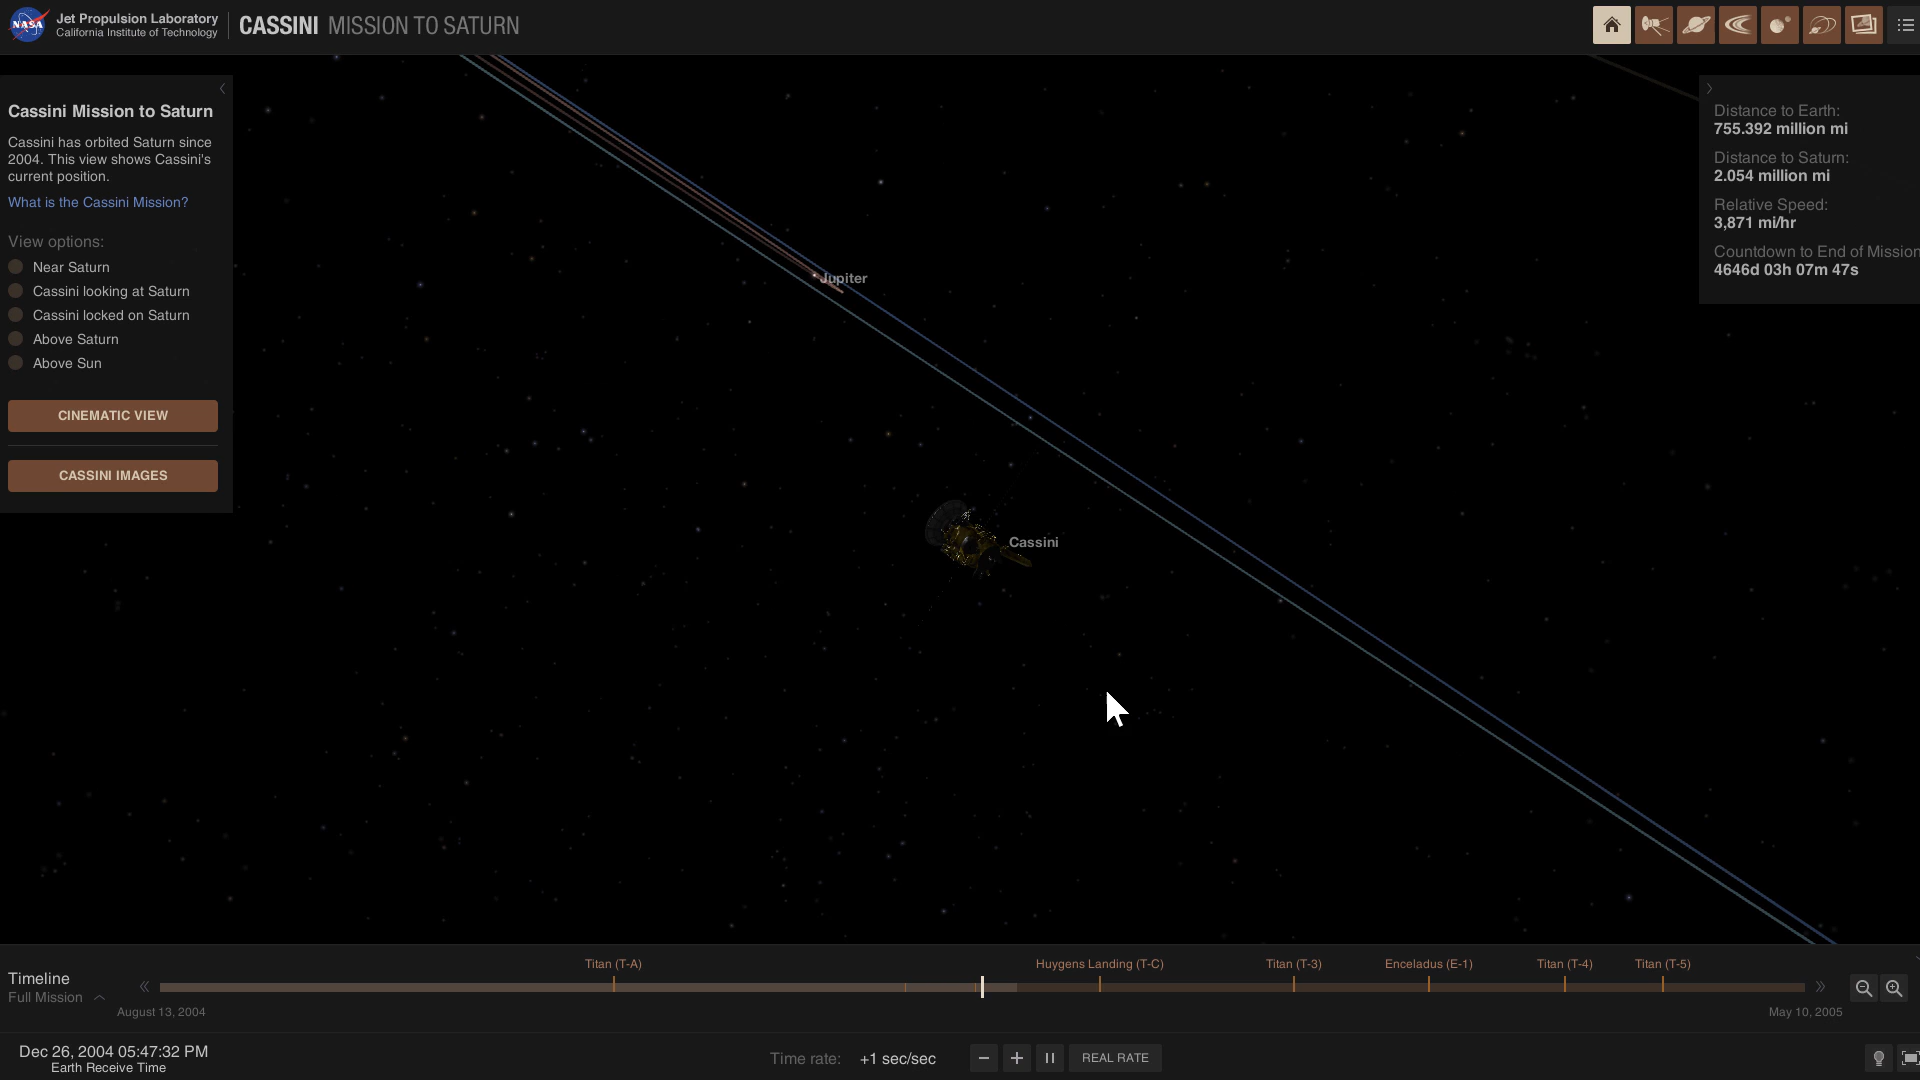 NASA
Jet Propulsion Laboratory
California Institute of Technology
CASSINI MISSION TO SATURN
Cassini Mission to Saturn
Cassini has orbited Saturn since
2004. This view shows Cassini's
current position.
What is the Cassini Mission?
View options:
Near Saturn
Cassini looking at Saturn
Cassini locked on Saturn
Above Saturn
Above Sun
CINEMATIC VIEW
CASSINI IMAGES
Distance to Earth:
755.392 million mi
Distance to Saturn:
2.054 million mi
Relative Speed:
3,871 mi/hr
Countdown to End of Mission
4646d 03h 07m 47s
Jupiter
Cassini
Titan (T-A)
Huygens Landing (T-C)
Titan (T-3)
Enceladus (E-1)
Titan (T-4)
Titan (T-5)
Timeline
Full Mission
August 13, 2004
May 10, 2005
Dec 26, 2004 05:47:32 PM
Earth Receive Time
Time rate: +1 sec/sec
REAL RATE